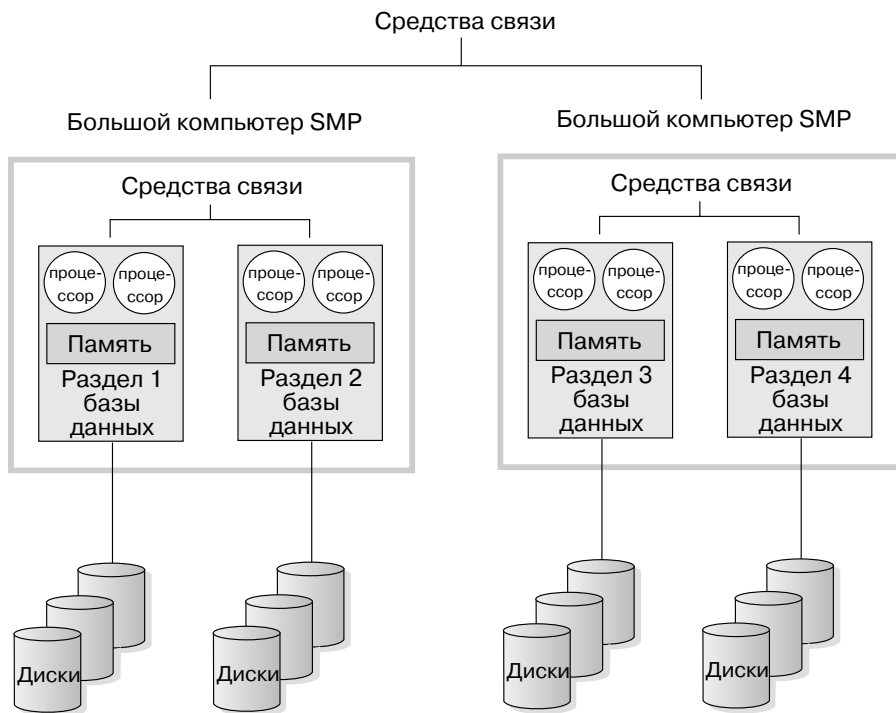 Средства связи
Большой компьютер SMP
Большой компьютер SMP
Средства связи
Средства связи
проце-
ссор
проце-
ссор
проце-
ссор
проце-
ссор
проце-
ссор
проце-
ссор
проце-
ссор
проце-
ссор
Память
Память
Память
Память
Раздел 1
базы
данных
Раздел 2
базы
данных
Раздел 3
базы
данных
Раздел 4
базы
данных
Диски
Диски
Диски
Диски